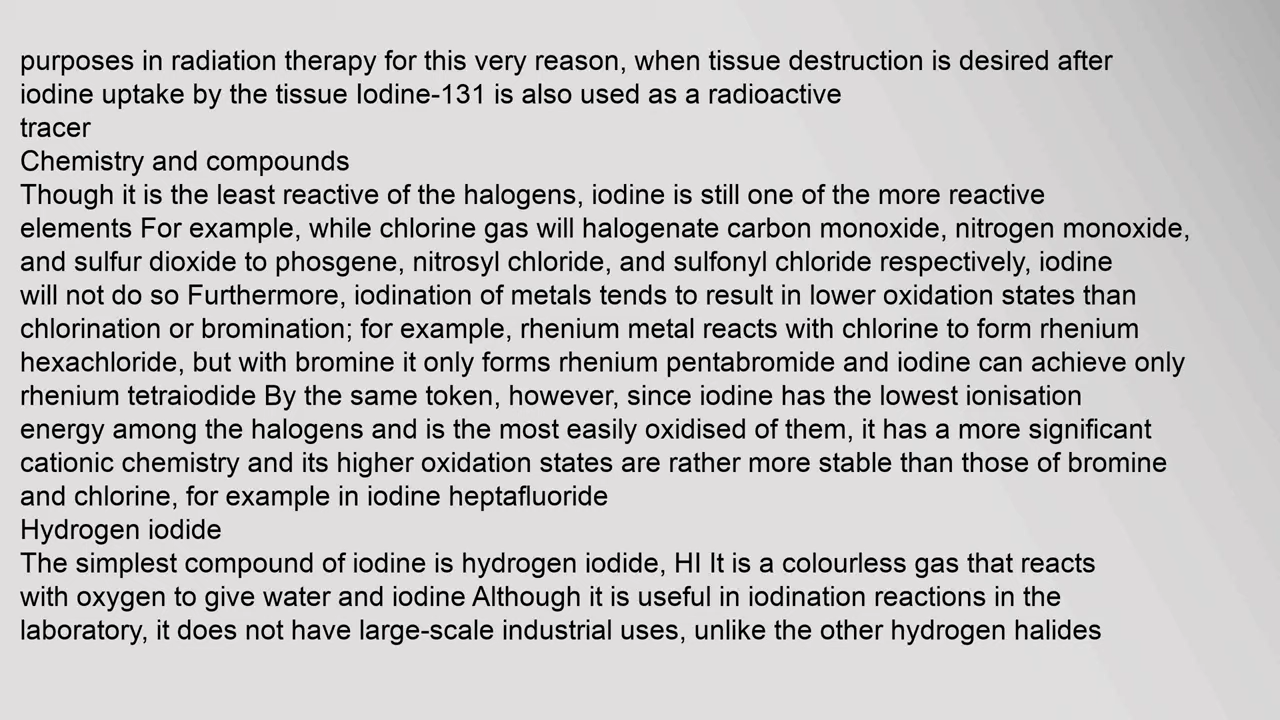 purposes in radiation therapy for this very reason, when tissue destruction is desired after
iodine uptake by the tissue Iodine-131 is also used as a radioactive
tracer
Chemistry and compounds
Though it is the least reactive of the halogens, iodine is still one of the more reactive
elements For example, while chlorine gas will halogenate carbon monoxide, nitrogen monoxide,
and sulfur dioxide to phosgene, nitrosyl chloride, and sulfonyl chloride respectively, iodine
will not do so Furthermore, iodination of metals tends to result in lower oxidation states than
chlorination or bromination; for example, rhenium metal reacts with chlorine to form rhenium
hexachloride, but with bromine it only forms rhenium pentabromide and iodine can achieve only
rhenium tetraiodide By the same token, however, since iodine has the lowest ionisation
energy among the halogens and is the most easily oxidised of them, it has a more significant
cationic chemistry and its higher oxidation states are rather more stable than those of bromine
and chlorine, for example in iodine heptafluoride
Hydrogen iodide
The simplest compound of iodine is hydrogen iodide, HI It is a colourless gas that reacts
with oxygen to give water and iodine Although it is useful in iodination reactions in the
laboratory, it does not have large-scale industrial uses, unlike the other hydrogen halides